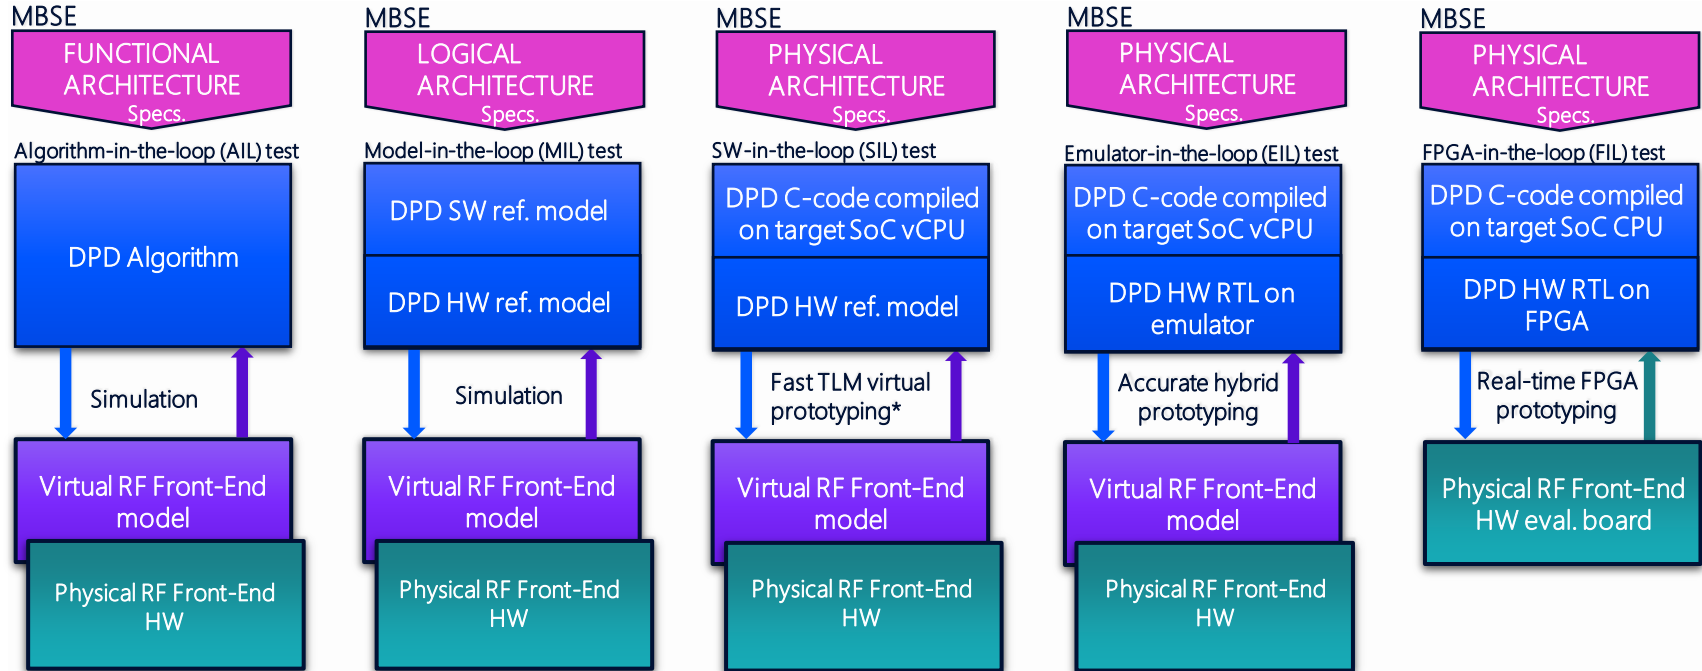 MBSE
FUNCTIONAL
ARCHITECTURE
Specs.
Algorithm-in-the-loop (AIL) test
DPD Algorithm
Simulation
Virtual RF Front-End
model
Physical RF Front-End
HW
MBSE
LOGICAL
ARCHITECTURE
Specs.
Model-in-the-loop (MIL) test
DPD SW ref. model
DPD HW ref. model
Simulation
Virtual RF Front-End
model
Physical RF Front-End
HW
MBSE
PHYSICAL
ARCHITECTURE
Specs.
SW-in-the-loop (SIL) test
DPD C-code compiled
on target SoC vCPU
DPD HW ref. model
Fast TLM virtual
prototyping*
Virtual RF Front-End
model
Physical RF Front-End
HW
MBSE
PHYSICAL
ARCHITECTURE
Specs.
Emulator-in-the-loop (EIL) test
DPD C-code compiled
on target SoC vCPU
DPD HW RTL on
emulator
Accurate hybrid
prototyping
Virtual RF Front-End
model
Physical RF Front-End
HW
MBSE
PHYSICAL
ARCHITECTURE
Specs.
FPGA-in-the-loop (FIL) test
DPD C-code compiled
on target SoC CPU
DPD HW RTL on
FPGA
Real-time FPGA
prototyping
Physical RF Front-End
HW eval. board